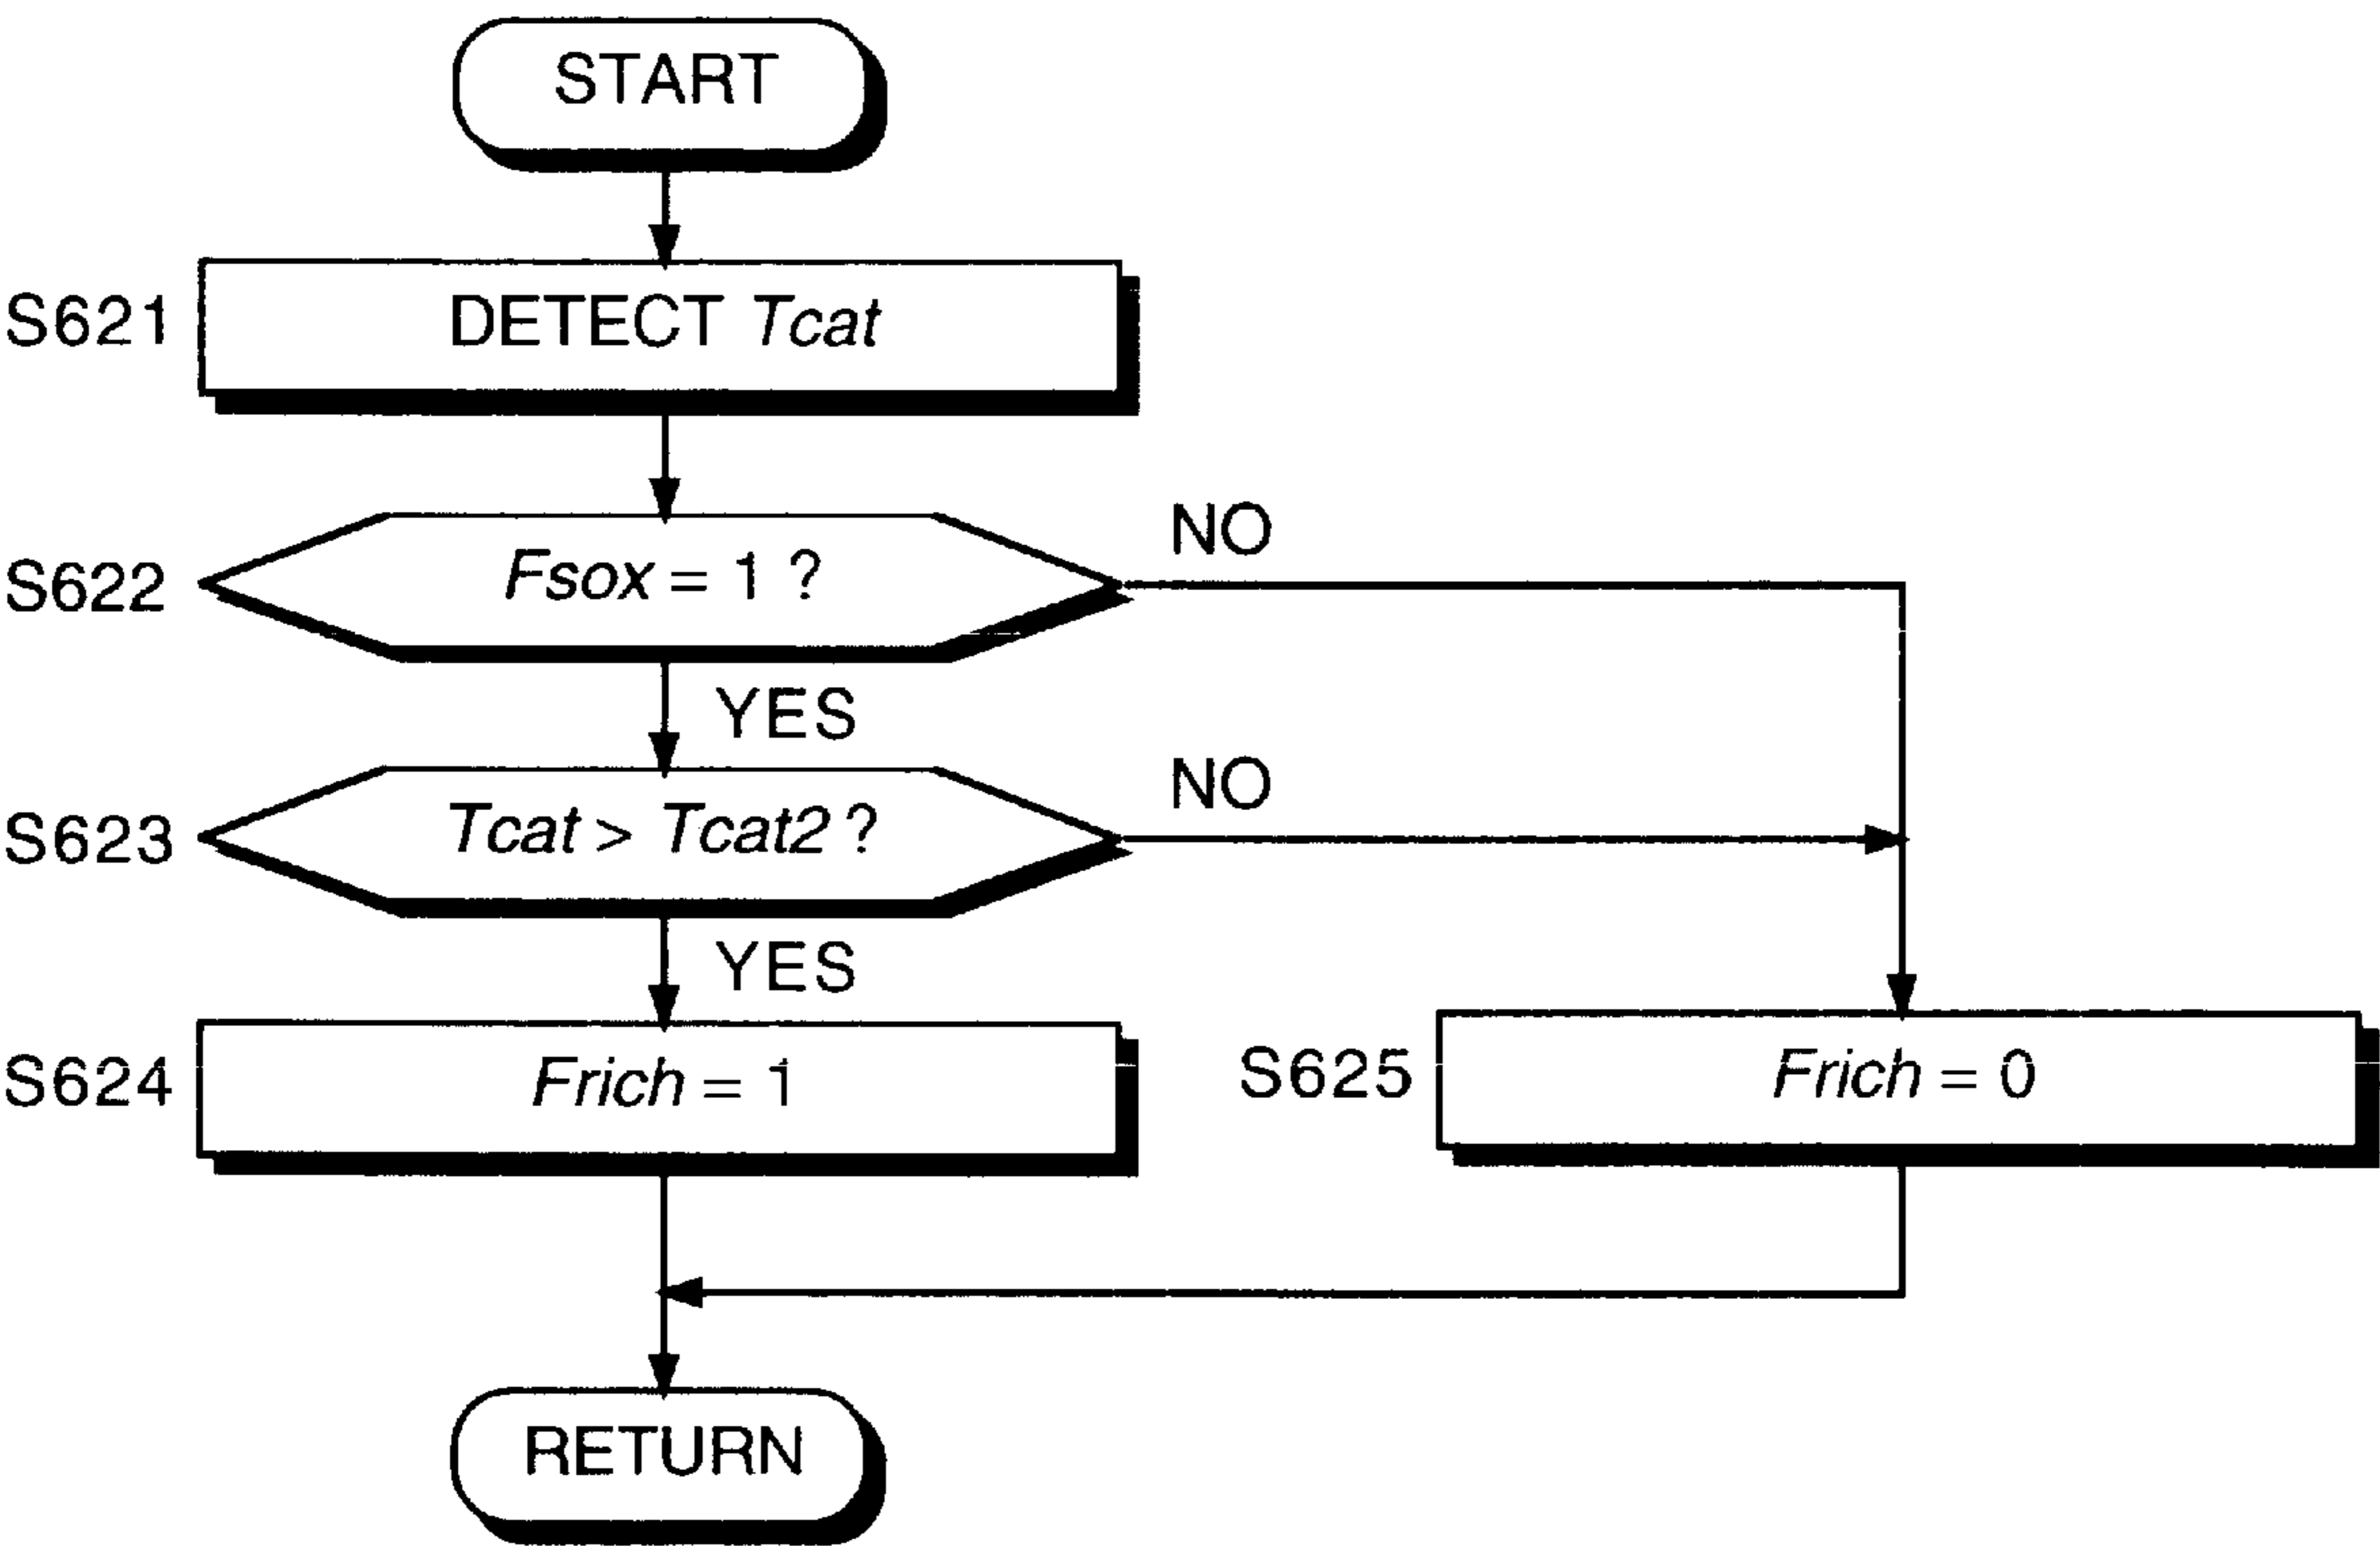 START
S621 DETECT Tcat
S622 Fsox = 1 ? NO
YES
S623 Tcat > Tcat2 ? NO
YES
S624 Frich = 1 S625 Frich = 0
RETURN